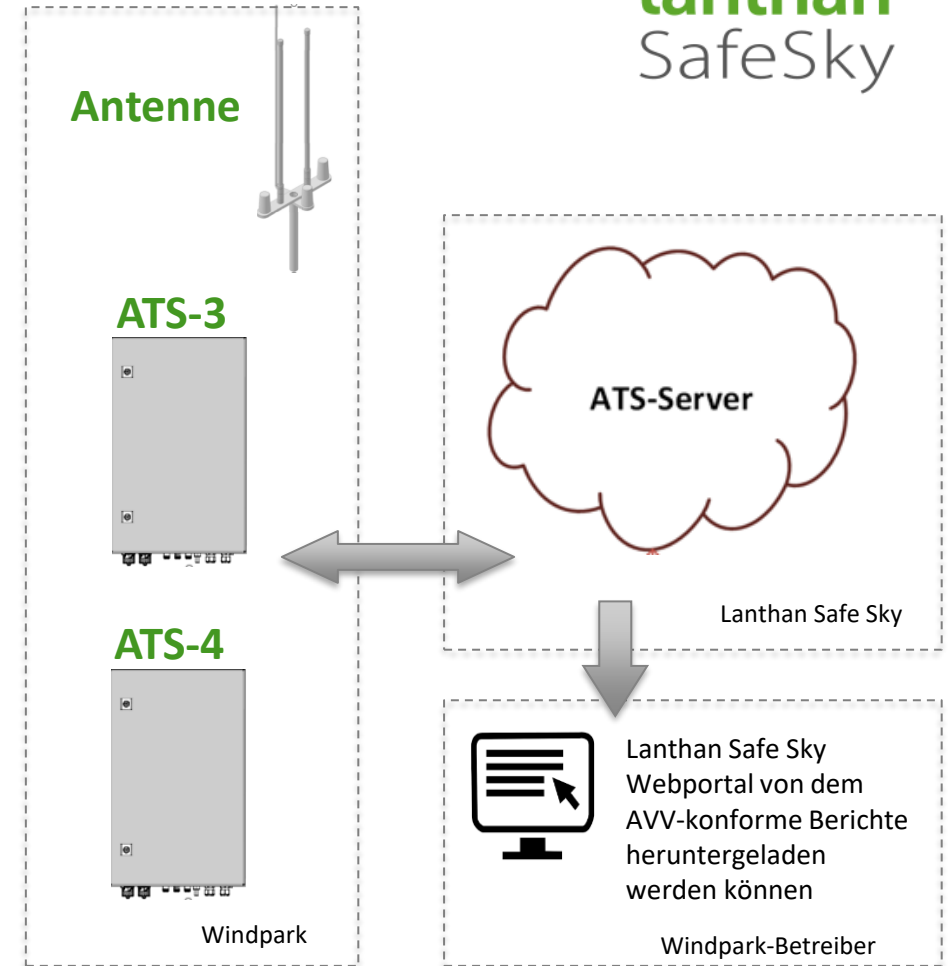 lanthan
SafeSky
Antenne
ATS-3
ATS-4
Windpark
ATS-Server
Lanthan Safe Sky
Lanthan Safe Sky
Webportal von dem
AVV-konforme Berichte
heruntergeladen
werden können
Windpark-Betreiber